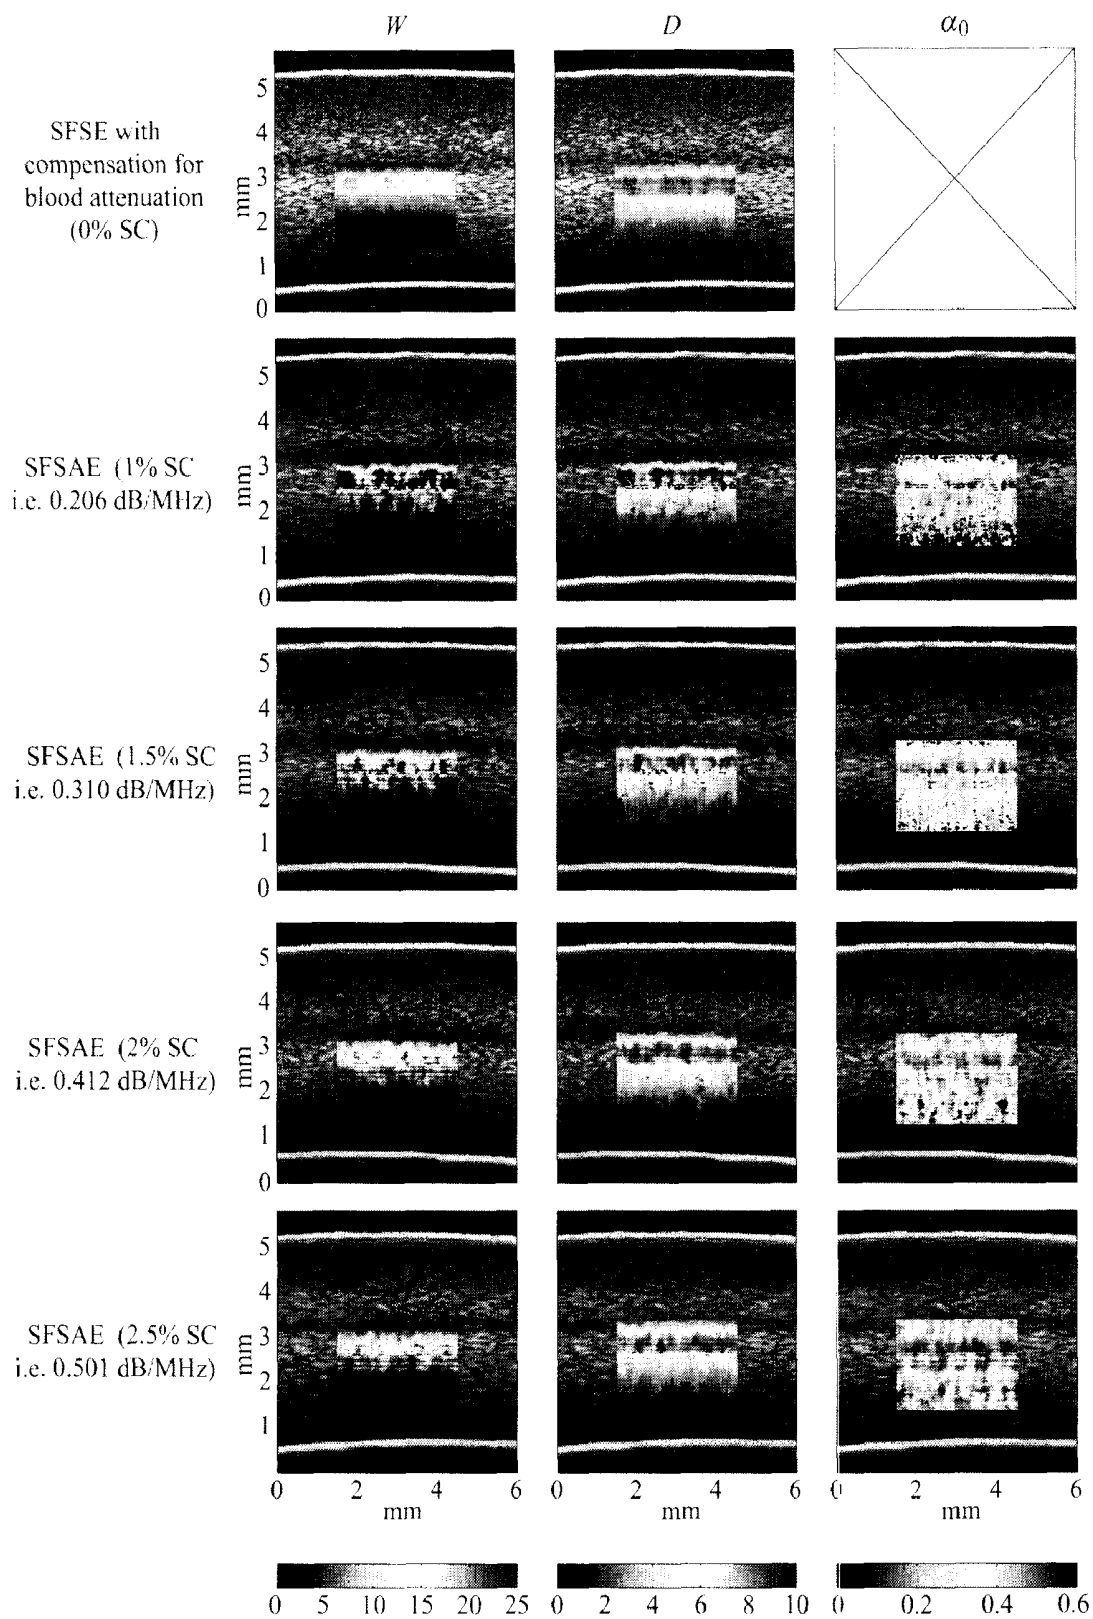 W D α0
5
4
3
2
1
0
mm
SFSE with
compensation for
blood attenuation
(0% SC)
5
4
3
2
1
0
mm
SFSAE (1% SC
i.e. 0.206 dB/MHz)
5
4
3
2
1
0
mm
SFSAE (1.5% SC
i.e. 0.310 dB/MHz)
5
4
3
2
1
0
mm
SFSAE (2% SC
i.e. 0.412 dB/MHz)
5
4
3
2
1
mm
SFSAE (2.5% SC
i.e. 0.501 dB/MHz)
0 2 4 6 0 2 4 6 0 2 4 6
mm mm mm
0 5 10 15 20 25 0 2 4 6 8 10 0 0.2 0.4 0.6